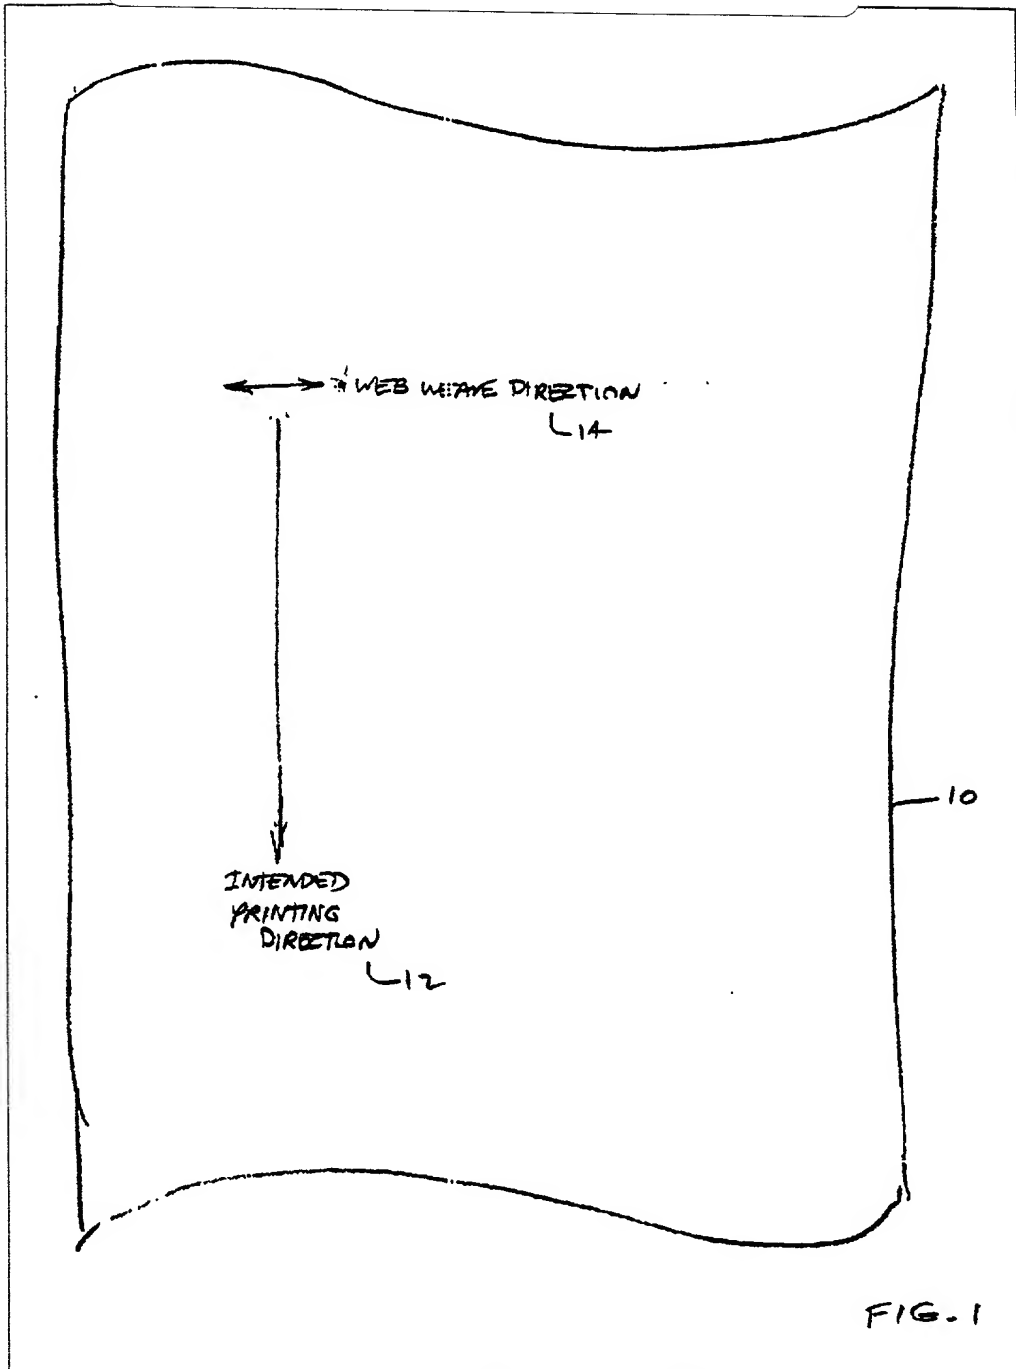 WEB WEAVE DIRECTION
14
10
INTENDED
PRINTING
DIRECTION
12
FIG. 1